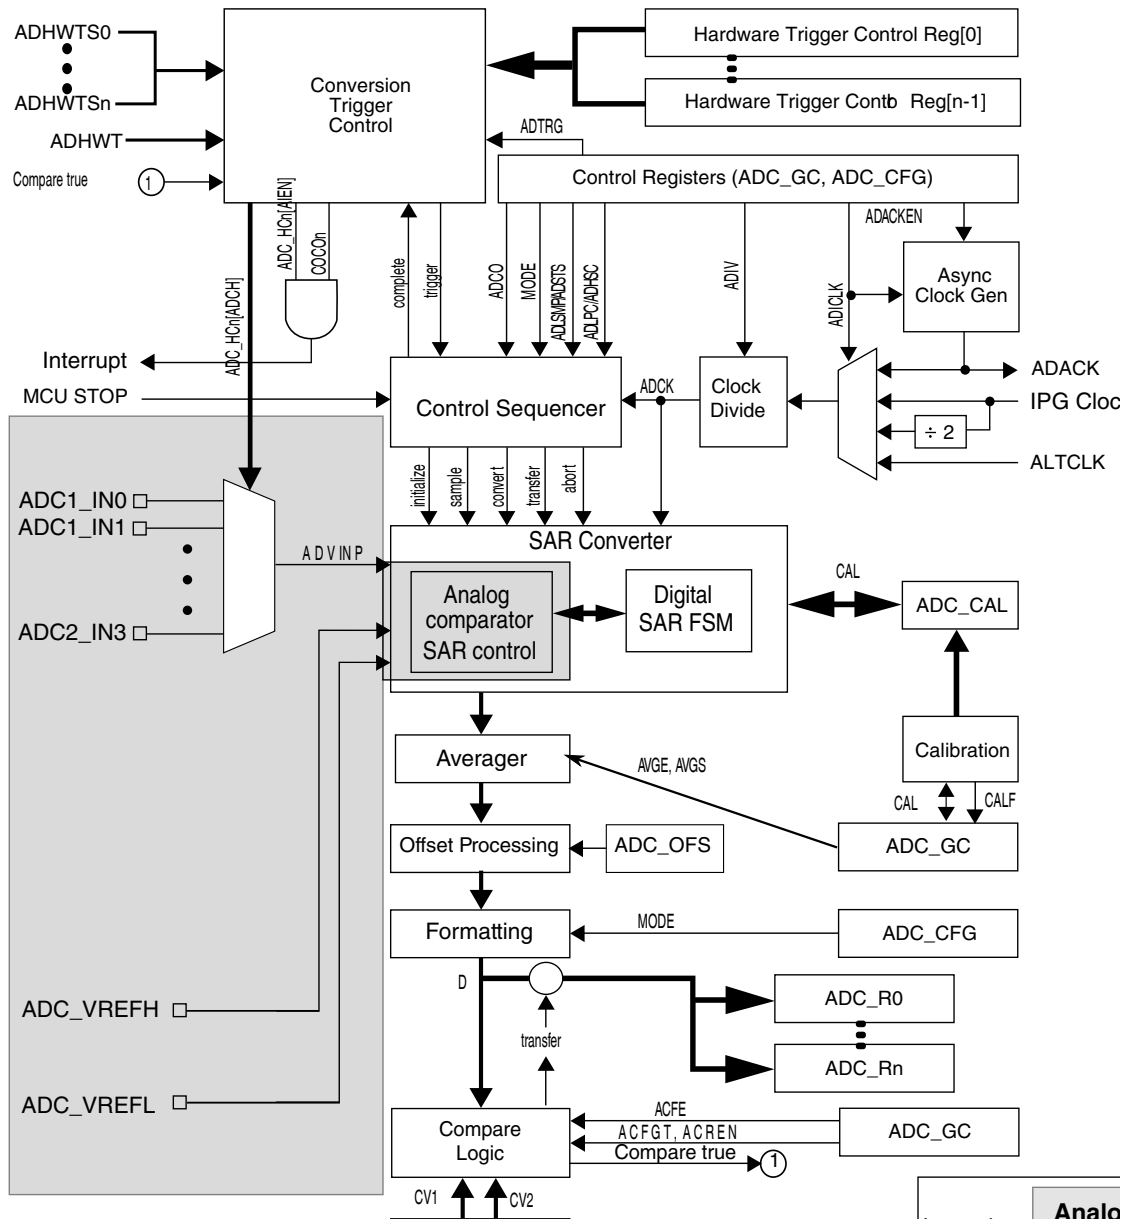 ADHWTS0
ADHWTSn
ADHWT
Compare true
1
Conversion
Trigger
Control
Hardware Trigger Control Reg[0]
Hardware Trigger Contb Reg[n-1]
ADTRG
Control Registers (ADC_GC, ADC_CFG)
ADACKEN
ADC_HCn[ADCH]
ADC_HCn[AIEN]
COCOn
complete
trigger
ADCO
MODE
ADLSMP/ADSTS
ADLPC/ADHSC
ADIV
ADICLK
Async
Clock Gen
Interrupt
MCU STOP
Control Sequencer
ADCK
Clock
Divide
÷ 2
ADACK
IPG Cloc
ALTCLK
initialize
sample
convert
transfer
abort
ADC1_IN0
ADC1_IN1
ADC2_IN3
ADVINP
SAR Converter
Analog
comparator
SAR control
Digital
SAR FSM
CAL
ADC_CAL
Calibration
CAL
CALF
ADC_GC
Averager
AVGE, AVGS
Offset Processing
ADC_OFS
Formatting
MODE
ADC_CFG
D
ADC_R0
ADC_Rn
transfer
ADC_VREFH
ADC_VREFL
Compare
Logic
ACFE
ACFGT, ACREN
Compare true
1
ADC_GC
CV1
CV2
Analo